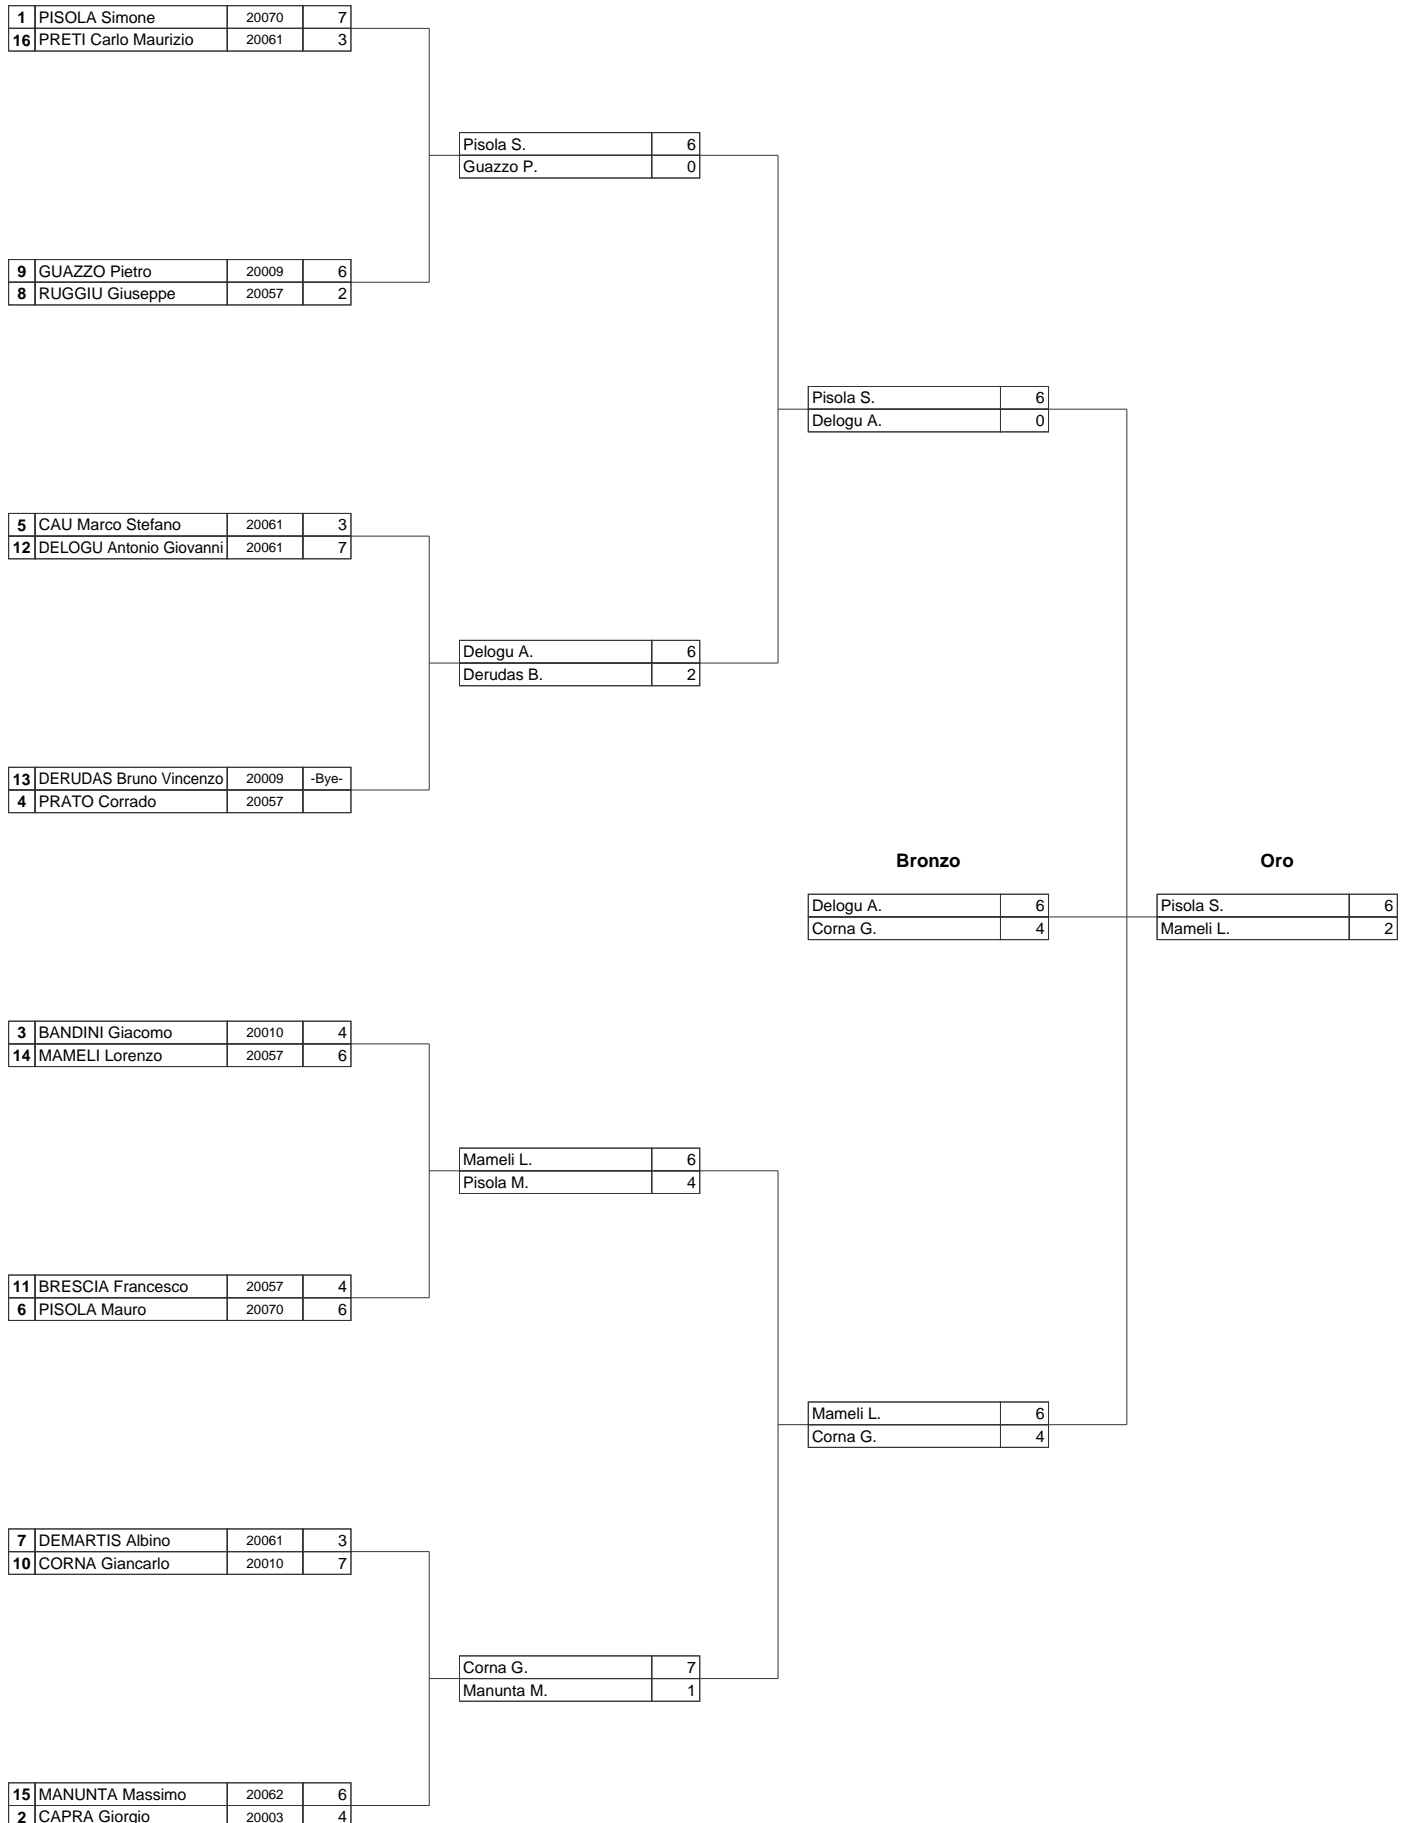 1 PISOLA Simone 20070 7
16 PRETI Carlo Maurizio 20061 3
Pisola S. 6
Guazzo P. 0
9 GUAZZO Pietro 20009 6
8 RUGGIU Giuseppe 20057 2
Pisola S. 6
Delogu A. 0
5 CAU Marco Stefano 20061 3
12 DELOGU Antonio Giovanni 20061 7
Delogu A. 6
Derudas B. 2
13 DERUDAS Bruno Vincenzo 20009 -Bye-
4 PRATO Corrado 20057
Bronzo Oro
Delogu A. 6 Pisola S. 6
Corna G. 4 Mameli L. 2
3 BANDINI Giacomo 20010 4
14 MAMELI Lorenzo 20057 6
Mameli L. 6
Pisola M. 4
11 BRESCIA Francesco 20057 4
6 PISOLA Mauro 20070 6
Mameli L. 6
Corna G. 4
7 DEMARTIS Albino 20061 3
10 CORNA Giancarlo 20010 7
Corna G. 7
Manunta M. 1
15 MANUNTA Massimo 20062 6
2 CAPRA Giorgio 20003 4